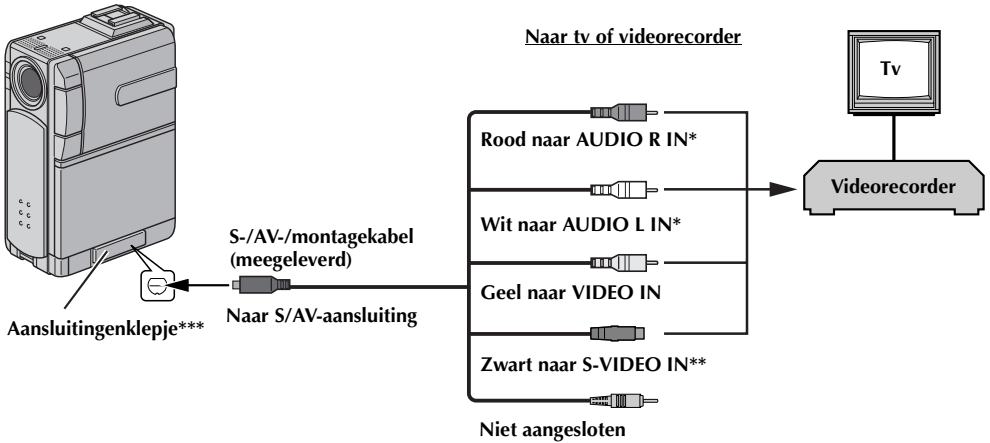 Naar tv of videorecorder
Tv
Rood naar AUDIO R IN*
Videorecorder
Wit naar AUDIO L IN*
S-/AV-/montagekabel
(meegeleverd)
Geel naar VIDEO IN
Naar S/AV-aansluiting
Aansluitingenklepje***
Zwart naar S-VIDEO IN**
Niet aangesloten